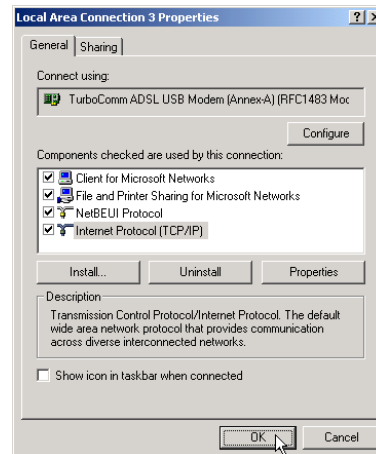 Local Area Connection 3 Properties
General Sharing
Connect using:
TurboComm ADSL USB Modem (Annex-A) (RFC1483 Moc
Configure
Components checked are used by this connection:
Client for Microsoft Networks
File and Printer Sharing for Microsoft Networks
NetBEUI Protocol
Internet Protocol (TCP/IP)
Install... Uninstall Properties
Description
Transmission Control Protocol/Internet Protocol. The default
wide area network protocol that provides communication
across diverse interconnected networks.
Show icon in taskbar when connected
OK Cancel